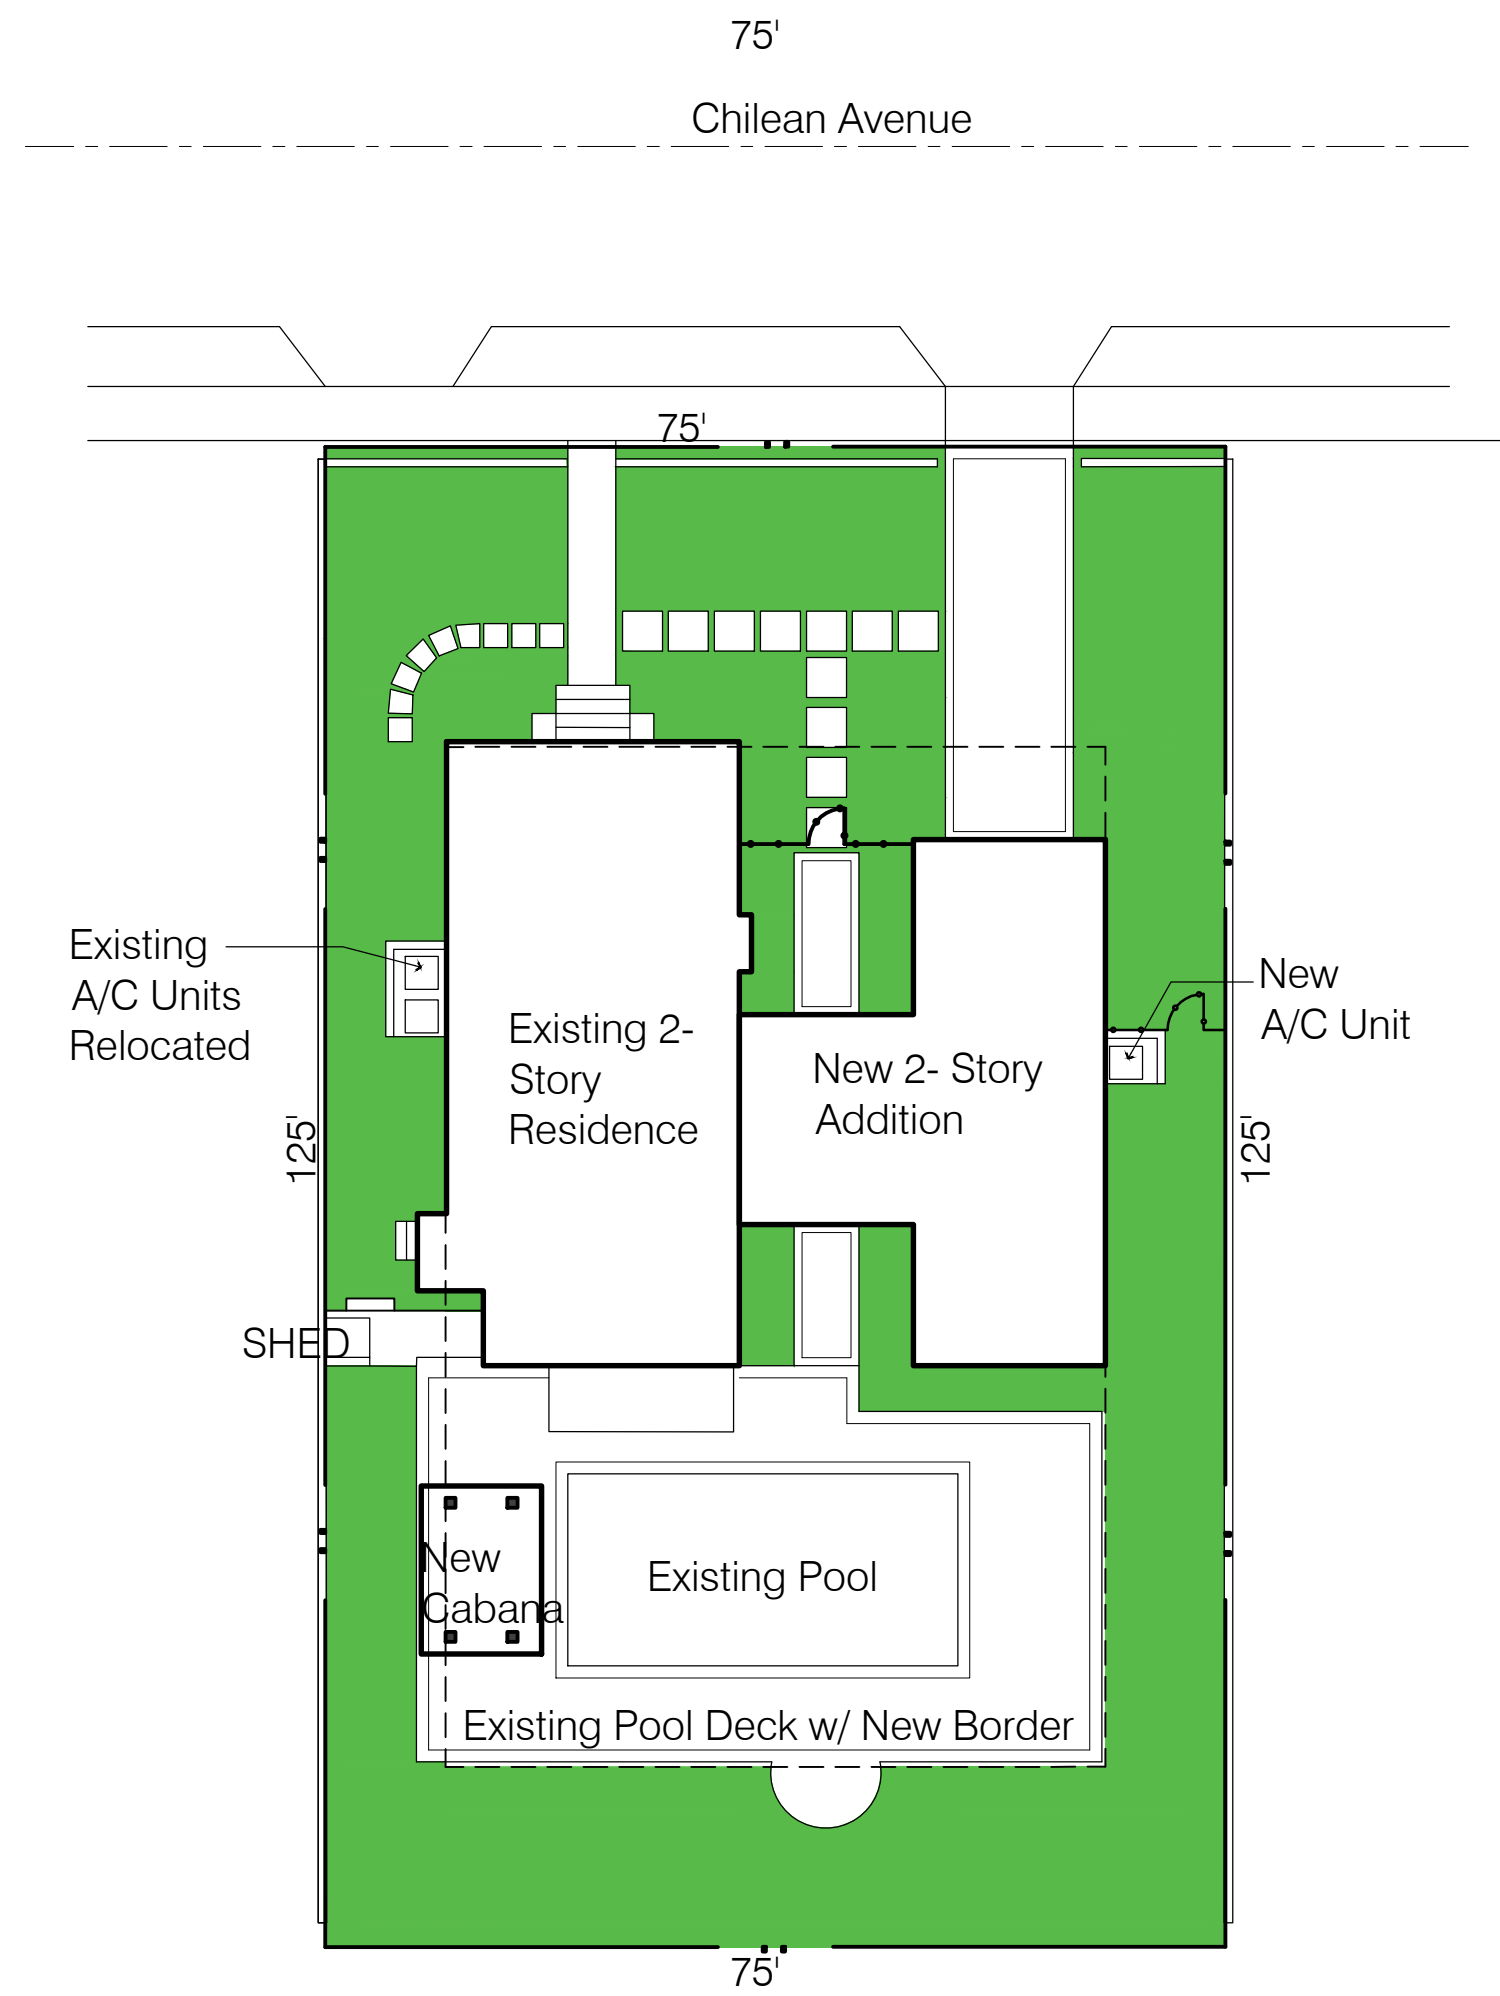 75'
Chilean Avenue
75'
Existing
A/C Units
Relocated
New
A/C Unit
Existing 2-
Story
Residence
New 2- Story
Addition
125'
125'
SHED
New
Cabana
Existing Pool
Existing Pool Deck w/ New Border
75'